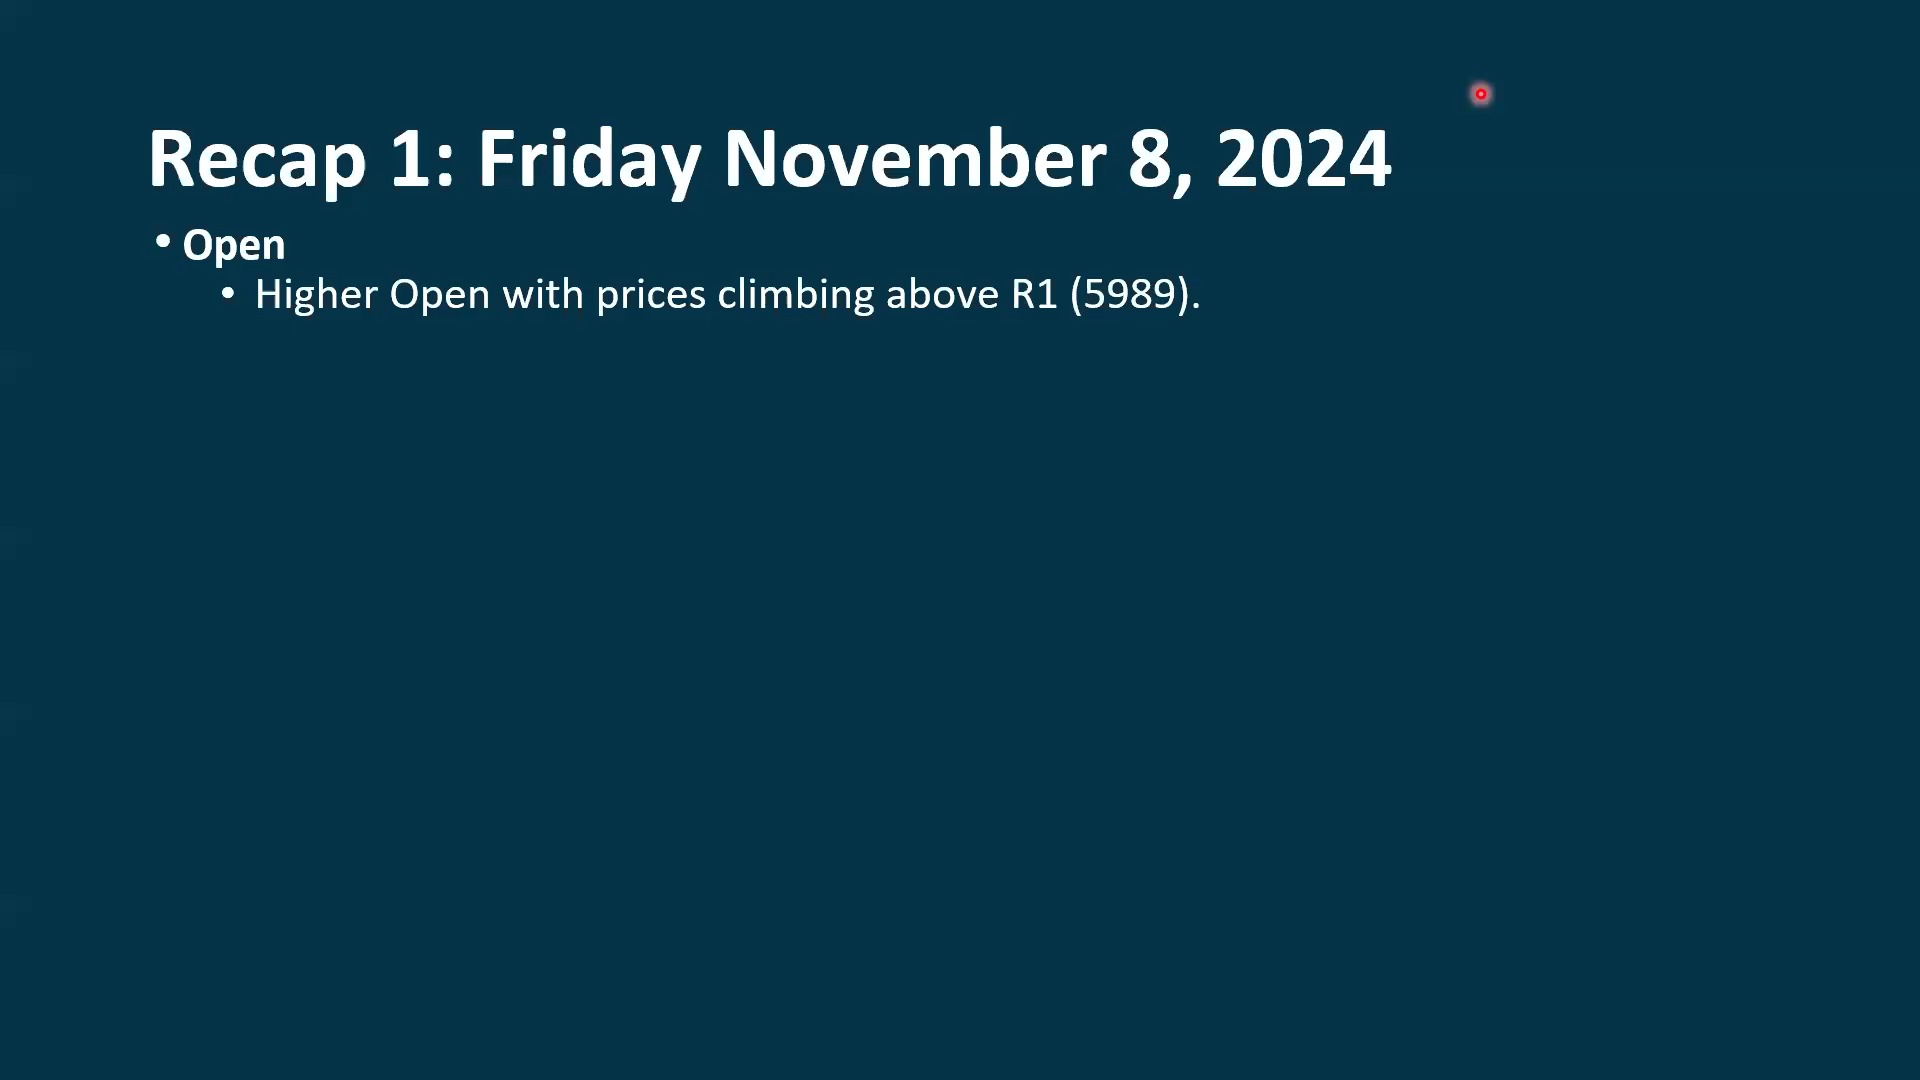 Recap 1: Friday November 8, 2024
• Open
• Higher Open with prices climbing above R1 (5989).